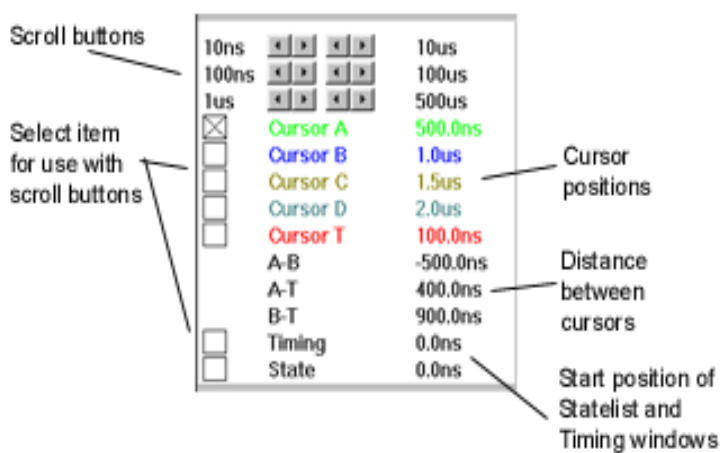 Scroll buttons
10ns 10us
100ns 100us
1us 500us
Select item
for use with
scroll buttons
Cursor A 500.0ns
Cursor B 1.0us
Cursor C 1.5us
Cursor D 2.0us
Cursor T 100.0ns
A-B -500.0ns
A-T 400.0ns
B-T 900.0ns
Timing 0.0ns
State 0.0ns
Cursor
positions
Distance
between
cursors
Start position of
Statelist and
Timing windows